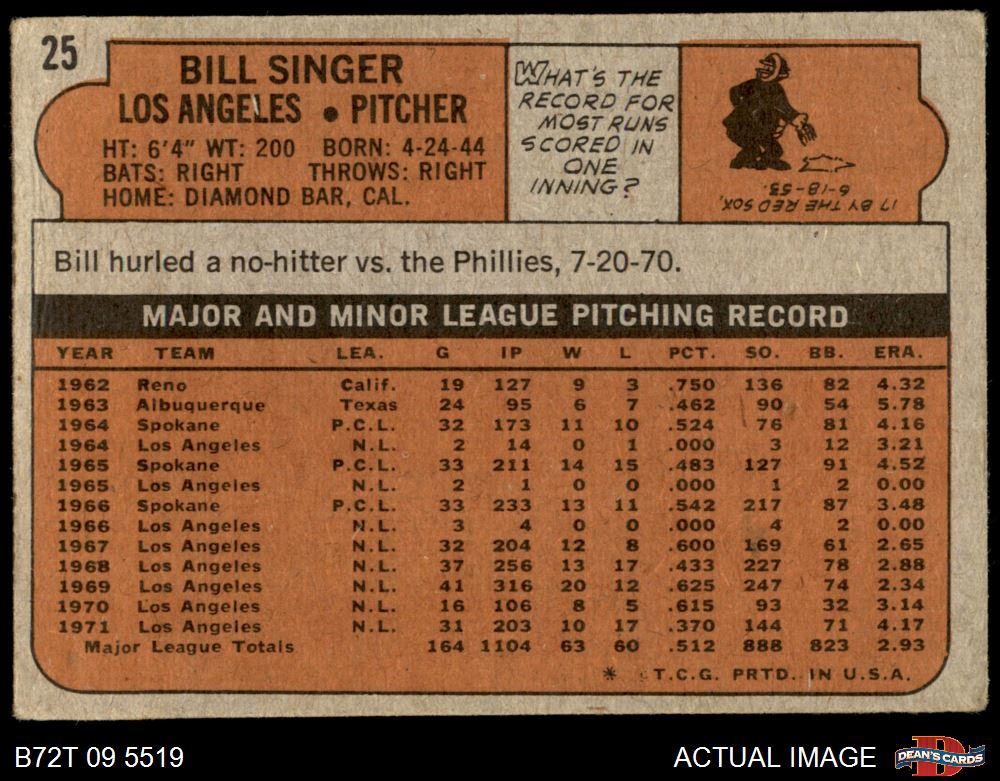 25
BILL SINGER
LOS ANGELES • PITCHER
HT: 6'4" WT: 200 BORN: 4-24-44
BATS: RIGHT THROWS: RIGHT
HOME: DIAMOND BAR, CAL.
WHAT'S THE
RECORD FOR
MOST RUNS
SCORED IN
ONE
INNING?
17 BY THE RED SOX,
6-18-53.
Bill hurled a no-hitter vs. the Phillies, 7-20-70.
MAJOR AND MINOR LEAGUE PITCHING RECORD
YEAR TEAM LEA. G IP W L PCT. SO. BB. ERA.
1962 Reno Calif. 19 127 9 3 .750 136 82 4.32
1963 Albuquerque Texas 24 95 6 7 .462 90 54 5.78
1964 Spokane P.C.L. 32 173 11 10 .524 76 81 4.16
1964 Los Angeles N.L. 2 14 0 1 .000 3 12 3.21
1965 Spokane P.C.L. 33 211 14 15 .483 127 91 4.52
1965 Los Angeles N.L. 2 1 0 0 .000 1 2 0.00
1966 Spokane P.C.L. 33 233 13 11 .542 217 87 3.48
1966 Los Angeles N.L. 3 4 0 0 .000 4 2 0.00
1967 Los Angeles N.L. 32 204 12 8 .600 169 61 2.65
1968 Los Angeles N.L. 37 256 13 17 .433 227 78 2.88
1969 Los Angeles N.L. 41 316 20 12 .625 247 74 2.34
1970 Los Angeles N.L. 16 106 8 5 .615 93 32 3.14
1971 Los Angeles N.L. 31 203 10 17 .370 144 71 4.17
Major League Totals 164 1104 63 60 .512 888 823 2.93
* T.C.G. PRTD. IN U.S.A.
B72T 09 5519
ACTUAL IMAGE
D
DEAN'S CARDS